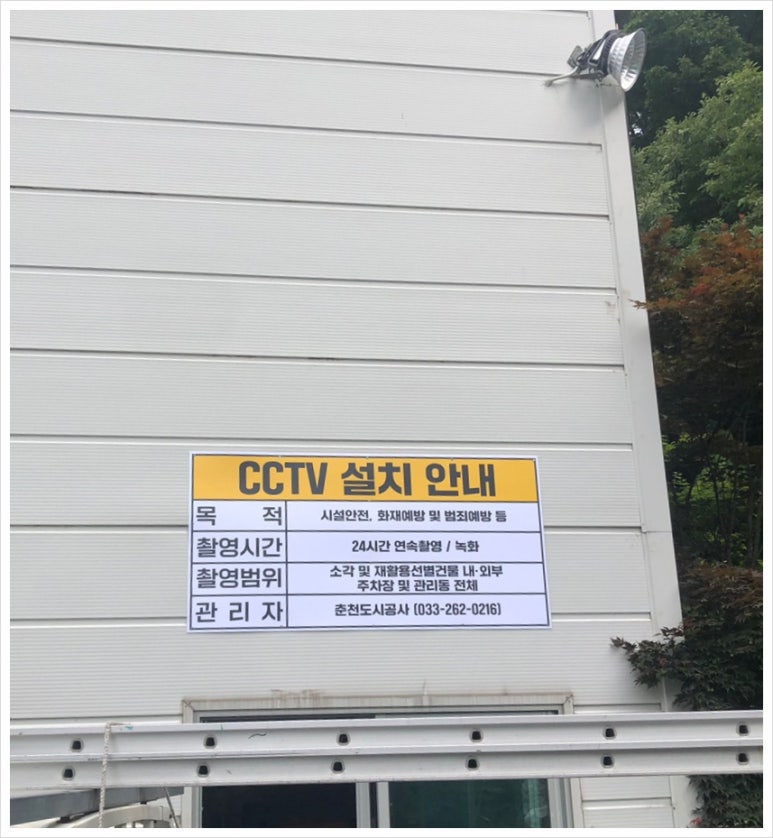 CCTV 설치 안내
목 적 시설안전, 화재예방 및 범죄예방 등
촬영시간 24시간 연속촬영 / 녹화
촬영범위 소각 및 재활용선별건물 내·외부
주차장 및 관리동 전체
관 리 자 춘천도시공사 (033-262-0216)